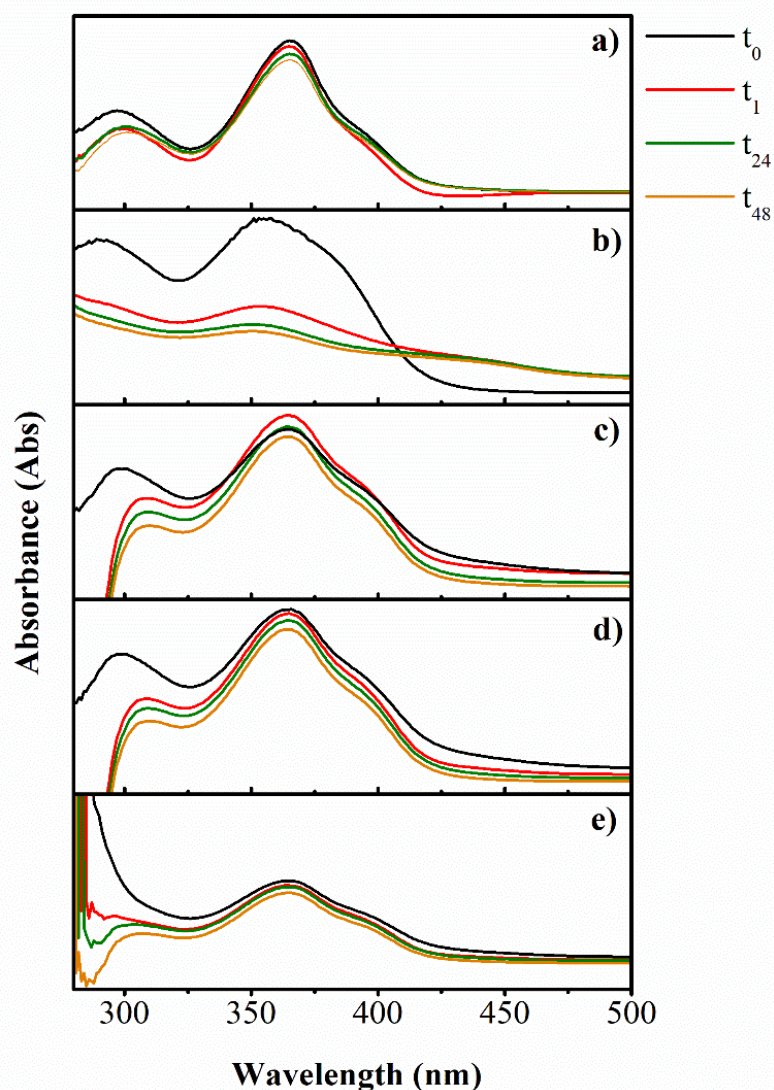 a)
t0
t1
t24
t48
b)
c)
d)
e)
Absorbance (Abs)
300 350 400 450 500
Wavelength (nm)